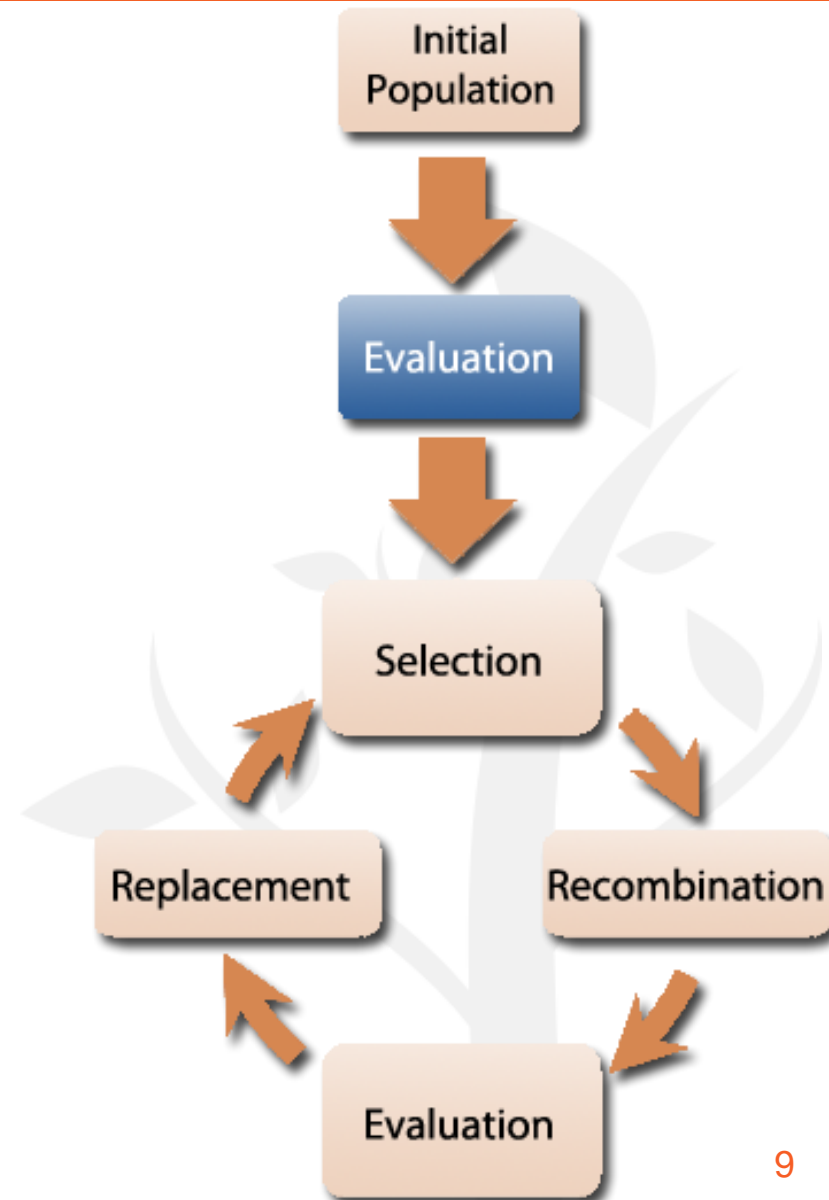 Initial
Population
Evaluation
Selection
Replacement
Recombination
Evaluation
9